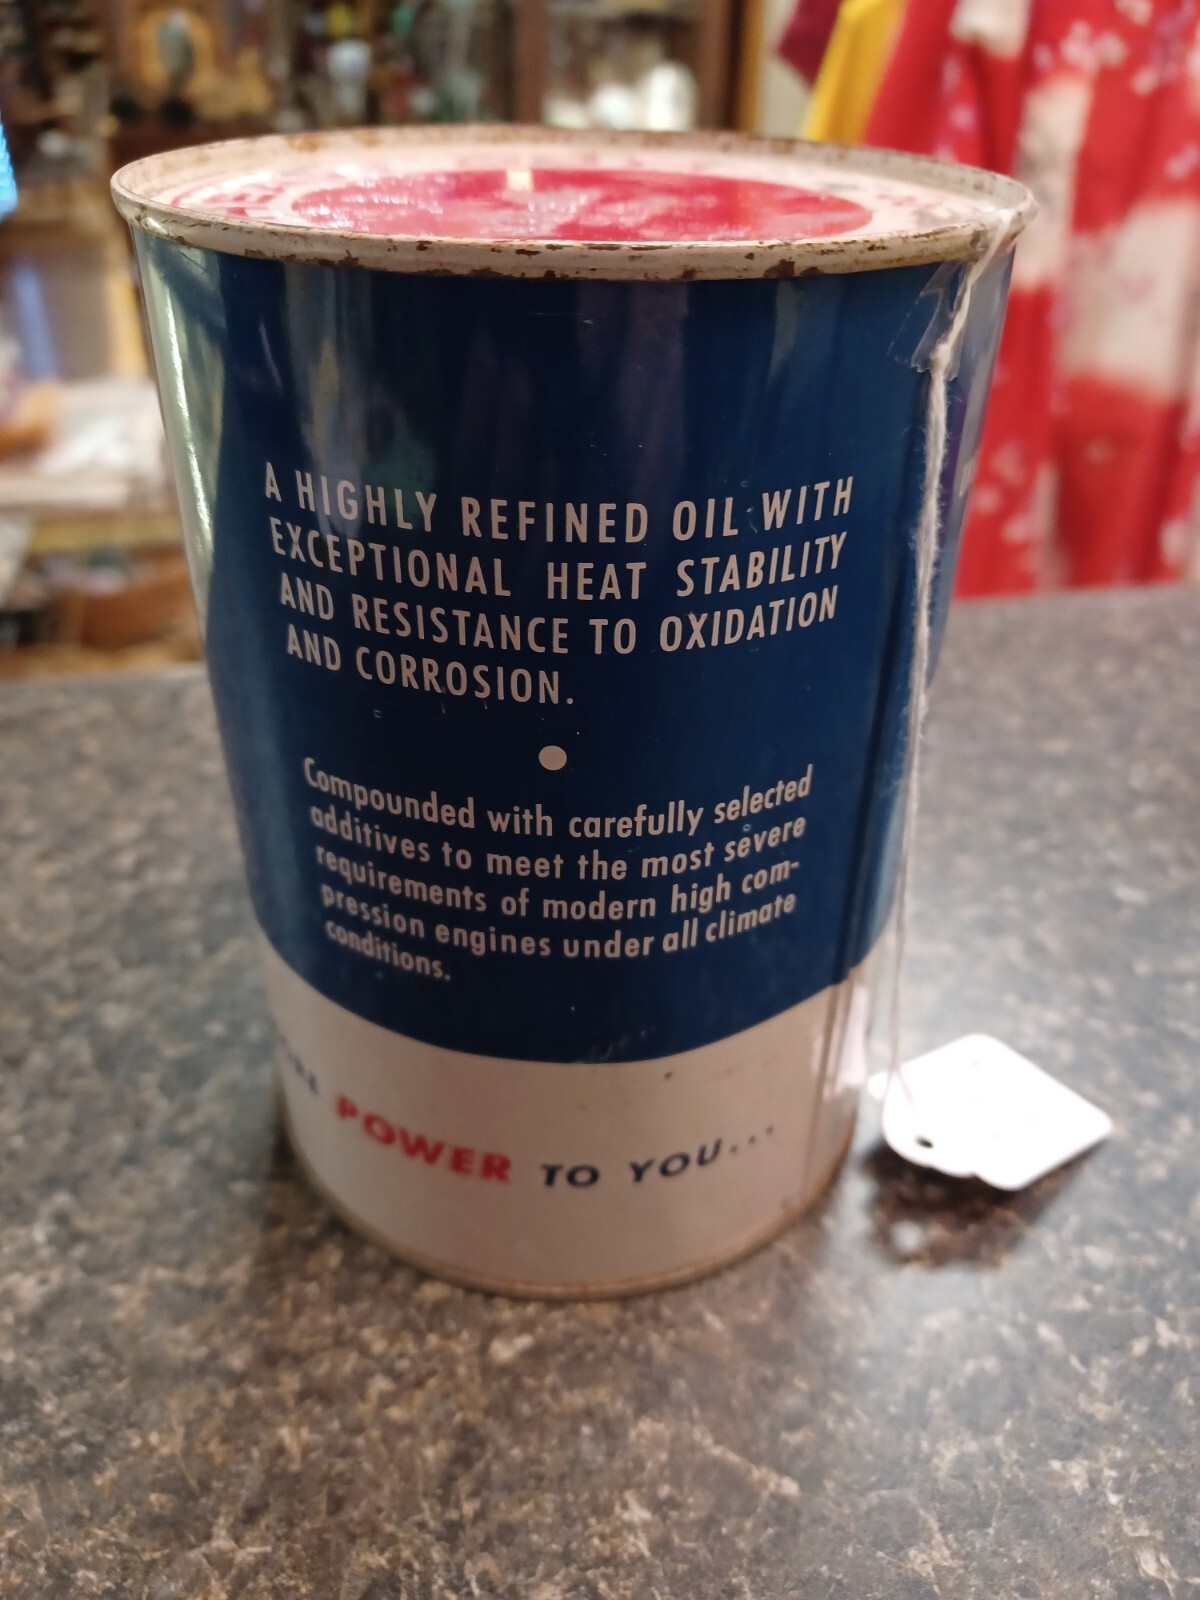 A HIGHLY REFINED OIL WITH
EXCEPTIONAL HEAT STABILITY
AND RESISTANCE TO OXIDATION
AND CORROSION.
Compounded with carefully selected
additives to meet the most severe
requirements of modern high com-
pression engines under all climate
conditions.
POWER TO YOU...